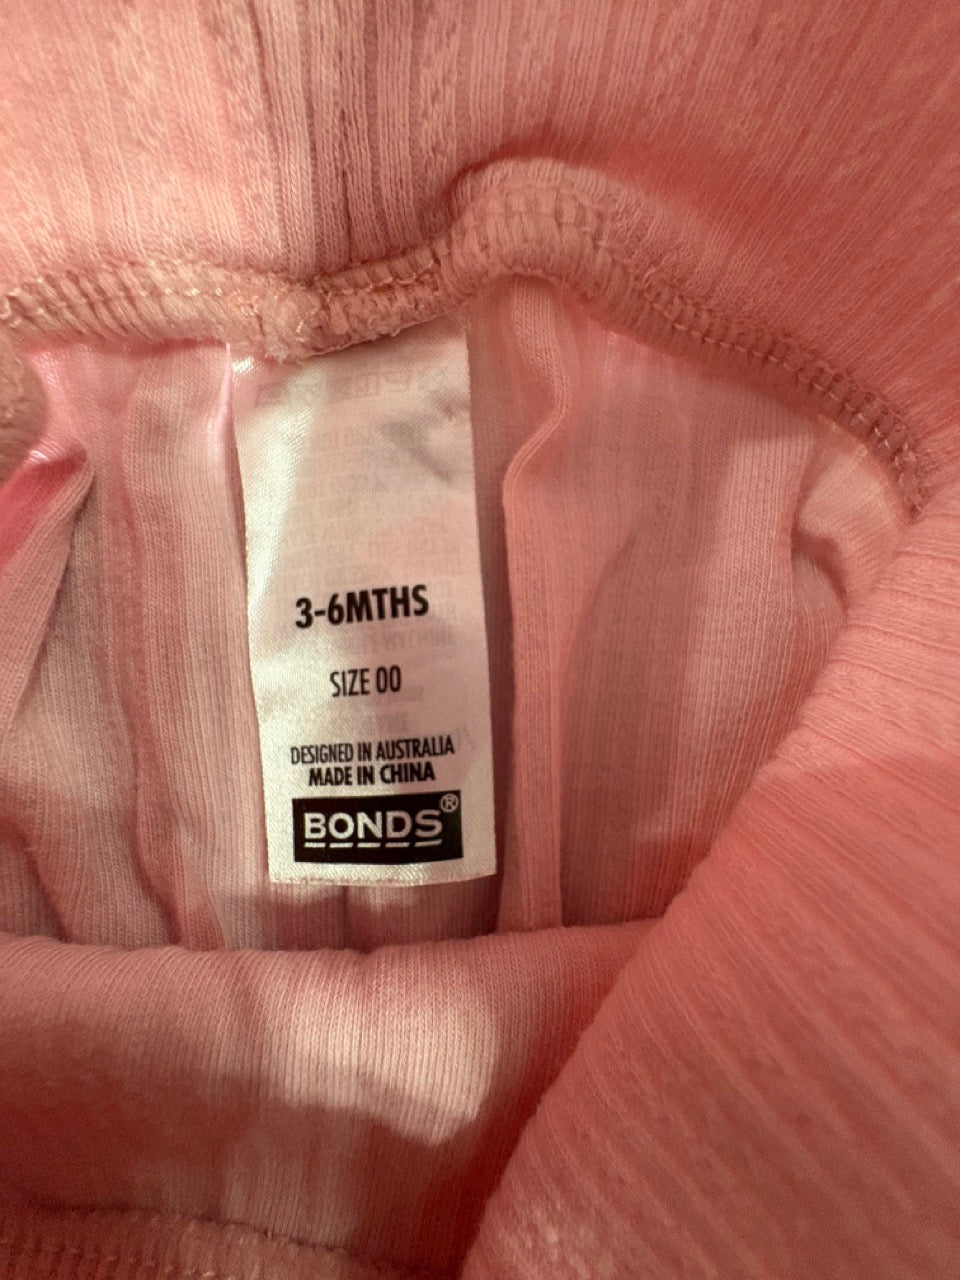 3-6MTHS
SIZE 00
DESIGNED IN AUSTRALIA
MADE IN CHINA
BONDS®